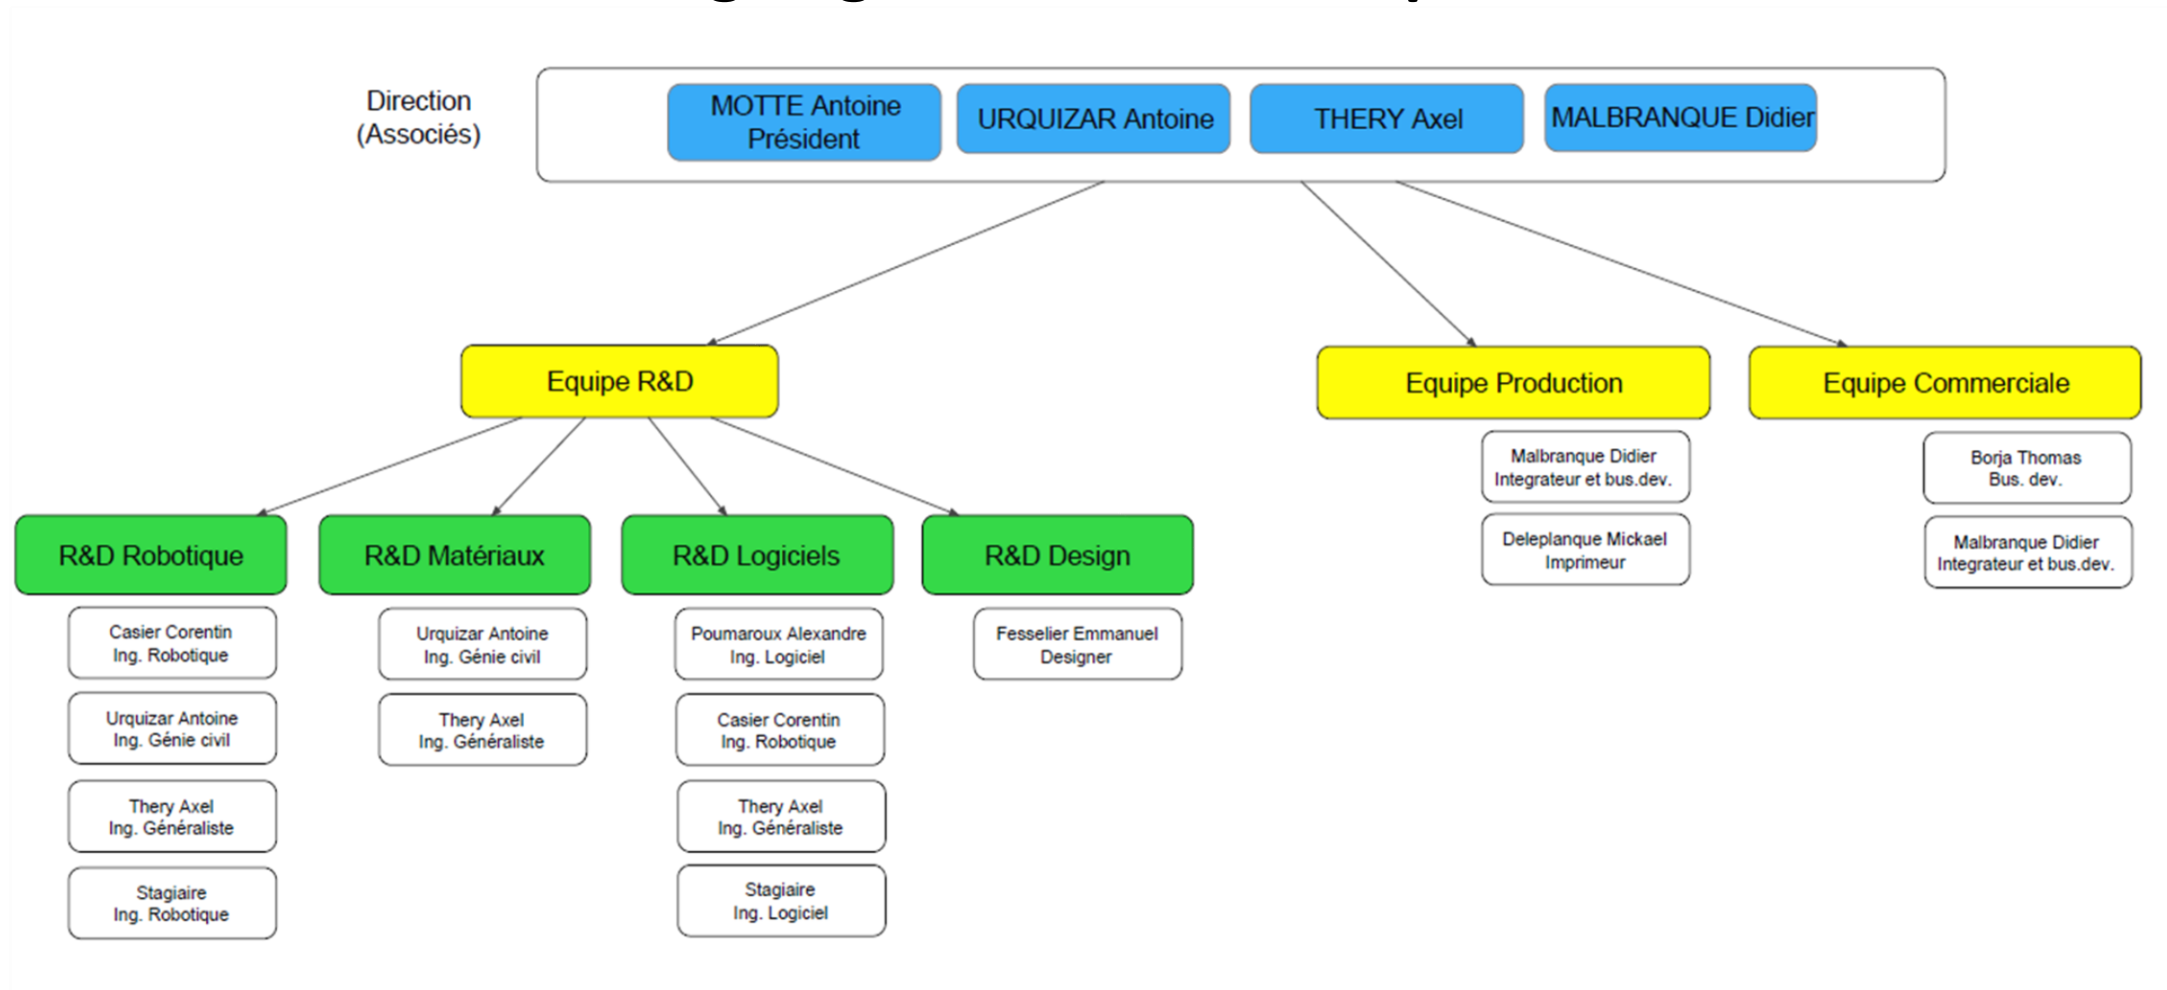 Direction
(Associés)
MOTTE Antoine
Président
URQUIZAR Antoine
THERY Axel
MALBRANQUE Didier
Equipe R&D
Equipe Production
Equipe Commerciale
Malbranque Didier
Integrateur et bus.dev.
Deleplanque Mickael
Imprimeur
Borja Thomas
Bus. dev.
Malbranque Didier
Integrateur et bus.dev.
R&D Robotique
R&D Matériaux
R&D Logiciels
R&D Design
Casier Corentin
Ing. Robotique
Urquizar Antoine
Ing. Génie civil
Thery Axel
Ing. Généraliste
Stagiaire
Ing. Robotique
Urquizar Antoine
Ing. Génie civil
Thery Axel
Ing. Généraliste
Poumaroux Alexandre
Ing. Logiciel
Casier Corentin
Ing. Robotique
Thery Axel
Ing. Généraliste
Stagiaire
Ing. Logiciel
Fesselier Emmanuel
Designer